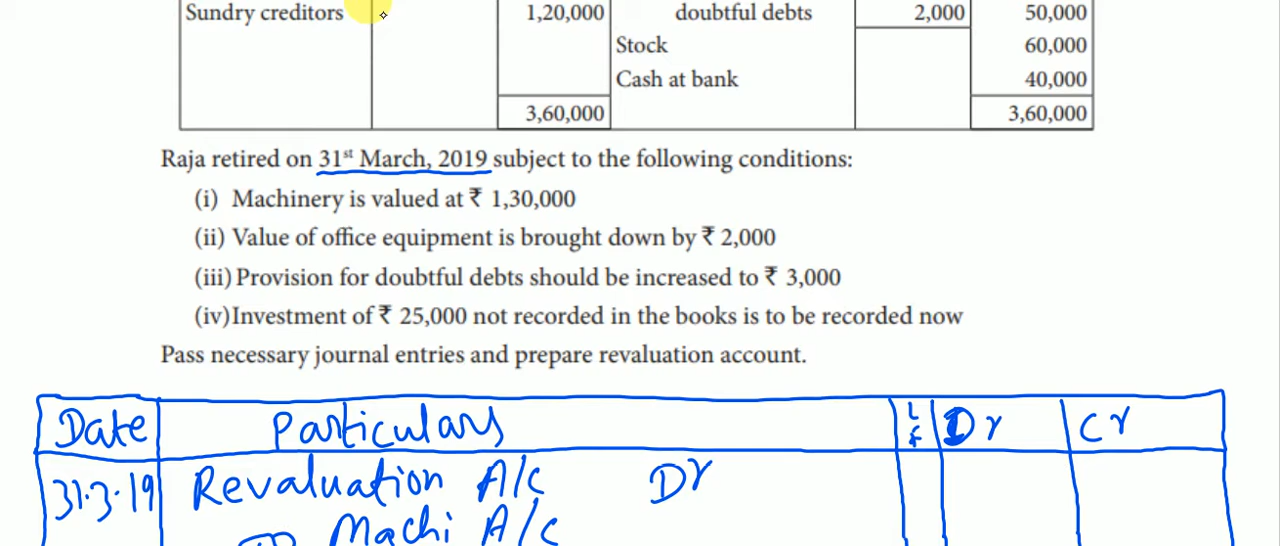 Sundry creditors 1,20,000 doubtful debts 2,000 50,000
Stock 60,000
Cash at bank 40,000
3,60,000 3,60,000
Raja retired on 31st March, 2019 subject to the following conditions:
(i) Machinery is valued at ₹ 1,30,000
(ii) Value of office equipment is brought down by ₹ 2,000
(iii) Provision for doubtful debts should be increased to ₹ 3,000
(iv) Investment of ₹ 25,000 not recorded in the books is to be recorded now
Pass necessary journal entries and prepare revaluation account.
Date Particulars L f Dr Cr
31.3.19 Revaluation A/c Dr
Machi A/c